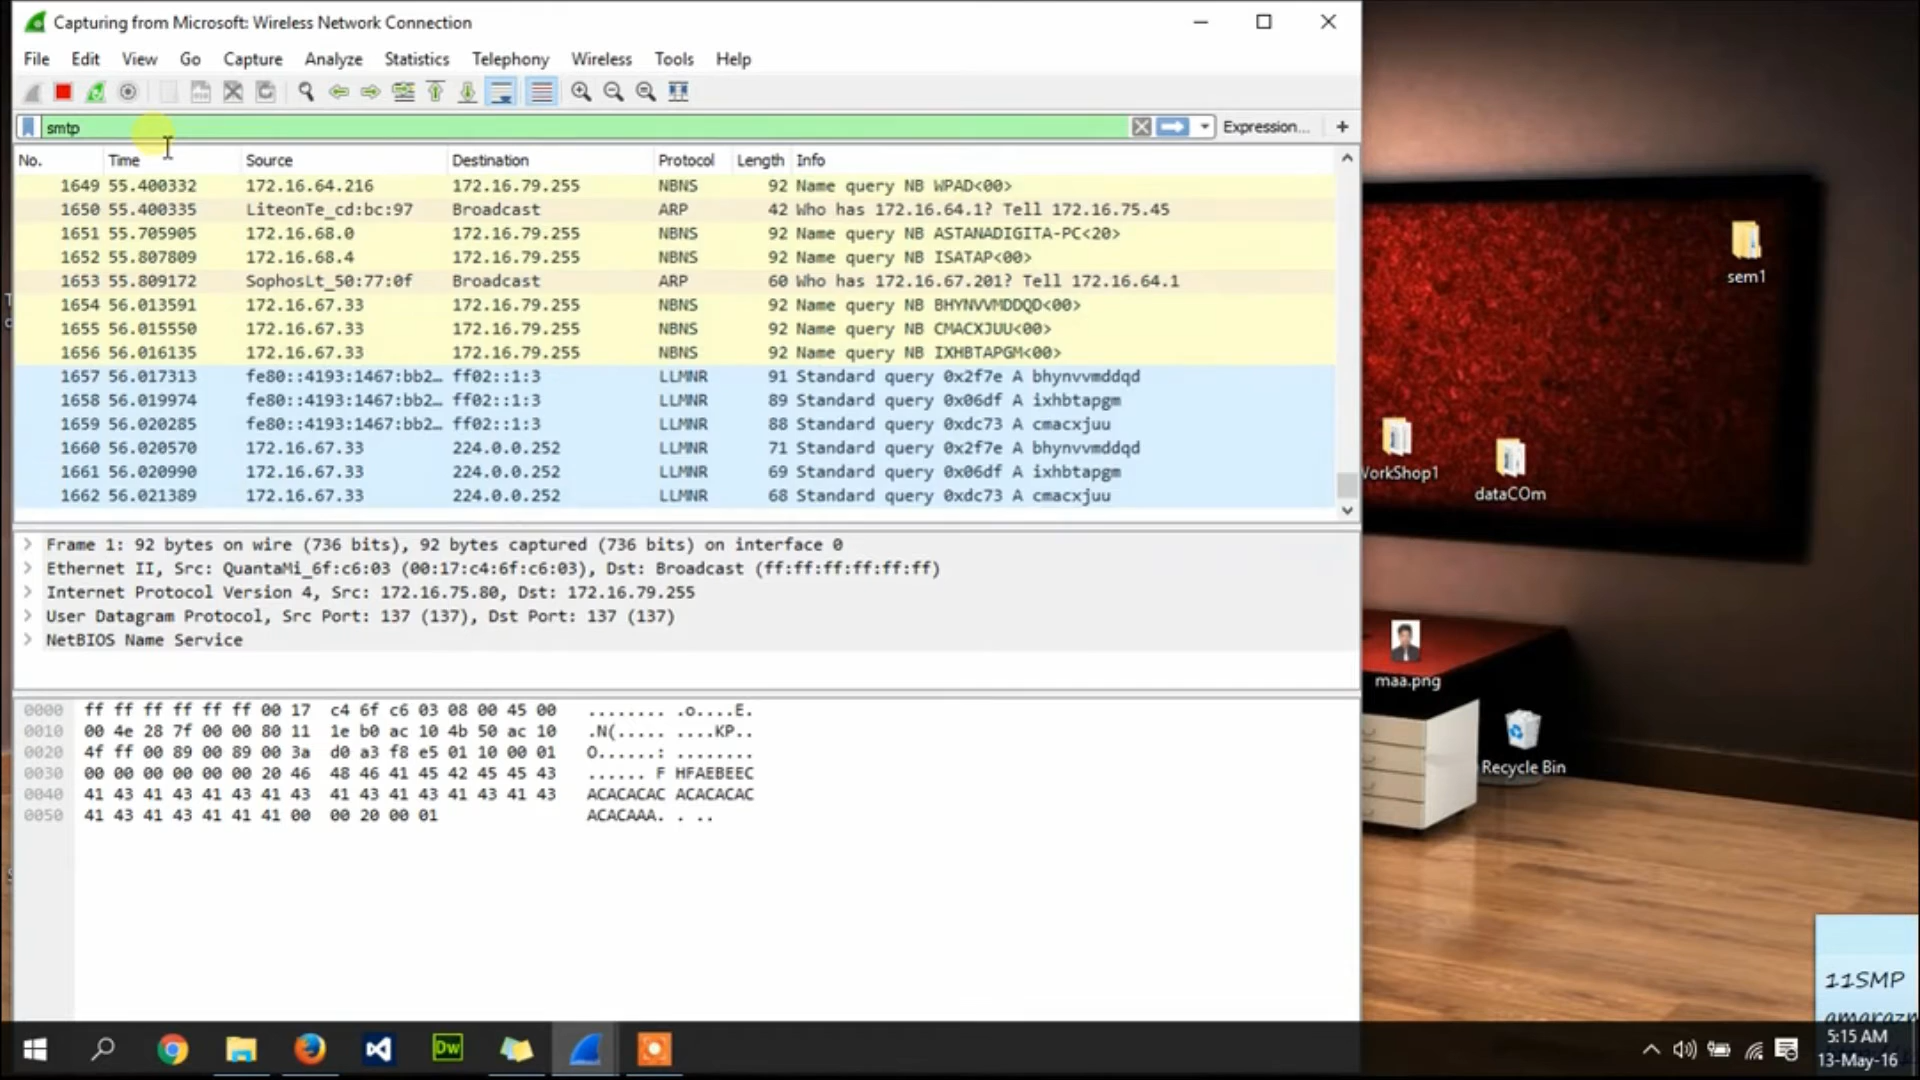 Capturing from Microsoft: Wireless Network Connection
File Edit View Go Capture Analyze Statistics Telephony Wireless Tools Help
smtp
Expression... +
No. Time Source Destination Protocol Length Info
1649 55.400332 172.16.64.216 172.16.79.255 NBNS 92 Name query NB WPAD<00>
1650 55.400335 LiteonTe_cd:bc:97 Broadcast ARP 42 Who has 172.16.64.1? Tell 172.16.75.45
1651 55.705905 172.16.68.0 172.16.79.255 NBNS 92 Name query NB ASTANADIGITA-PC<20>
1652 55.807809 172.16.68.4 172.16.79.255 NBNS 92 Name query NB ISATAP<00>
1653 55.809172 SophosLt_50:77:0f Broadcast ARP 60 Who has 172.16.67.201? Tell 172.16.64.1
1654 56.013591 172.16.67.33 172.16.79.255 NBNS 92 Name query NB BHYNVVMDDQD<00>
1655 56.015550 172.16.67.33 172.16.79.255 NBNS 92 Name query NB CMACXJUU<00>
1656 56.016135 172.16.67.33 172.16.79.255 NBNS 92 Name query NB IXHBTAPGM<00>
1657 56.017313 fe80::4193:1467:bb2… ff02::1:3 LLMNR 91 Standard query 0x2f7e A bhynvvmddqd
1658 56.019974 fe80::4193:1467:bb2… ff02::1:3 LLMNR 89 Standard query 0x06df A ixhbtapgm
1659 56.020285 fe80::4193:1467:bb2… ff02::1:3 LLMNR 88 Standard query 0xdc73 A cmacxjuu
1660 56.020570 172.16.67.33 224.0.0.252 LLMNR 71 Standard query 0x2f7e A bhynvvmddqd
1661 56.020990 172.16.67.33 224.0.0.252 LLMNR 69 Standard query 0x06df A ixhbtapgm
1662 56.021389 172.16.67.33 224.0.0.252 LLMNR 68 Standard query 0xdc73 A cmacxjuu
Frame 1: 92 bytes on wire (736 bits), 92 bytes captured (736 bits) on interface 0
Ethernet II, Src: QuantaMi_6f:c6:03 (00:17:c4:6f:c6:03), Dst: Broadcast (ff:ff:ff:ff:ff:ff)
Internet Protocol Version 4, Src: 172.16.75.80, Dst: 172.16.79.255
User Datagram Protocol, Src Port: 137 (137), Dst Port: 137 (137)
NetBIOS Name Service
0000 ff ff ff ff ff ff 00 17 c4 6f c6 03 08 00 45 00 ........ .o....E.
0010 00 4e 28 7f 00 00 80 11 1e b0 ac 10 4b 50 ac 10 .N(..... ....KP..
0020 4f ff 00 89 00 89 00 3a d0 a3 f8 e5 01 10 00 01 O......: ........
0030 00 00 00 00 00 00 20 46 48 46 41 45 42 45 45 43 ...... F HFAEBEEC
0040 41 43 41 43 41 43 41 43 41 43 41 43 41 43 41 43 ACACACAC ACACACAC
0050 41 43 41 43 41 41 41 00 00 20 00 01 ACACAAA. . ..
sem1
WorkShop1
dataCOm
maa.png
Recycle Bin
11SMP
Dw
5:15 AM
13-May-16